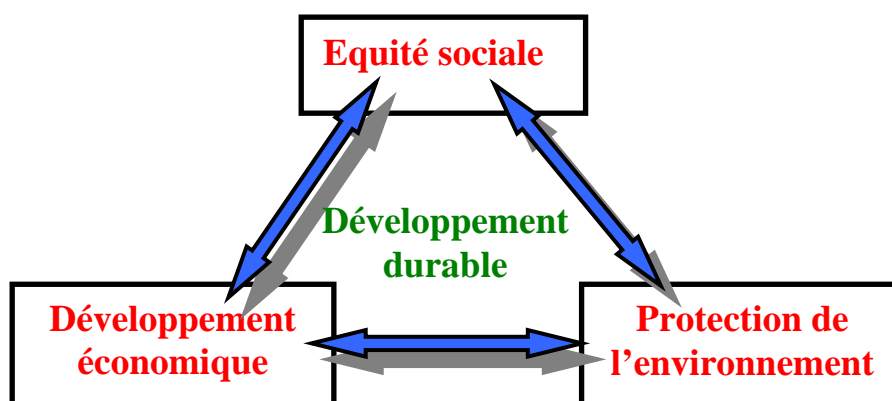 Equité sociale
Développement
durable
Développement
économique
Protection de
l’environnement